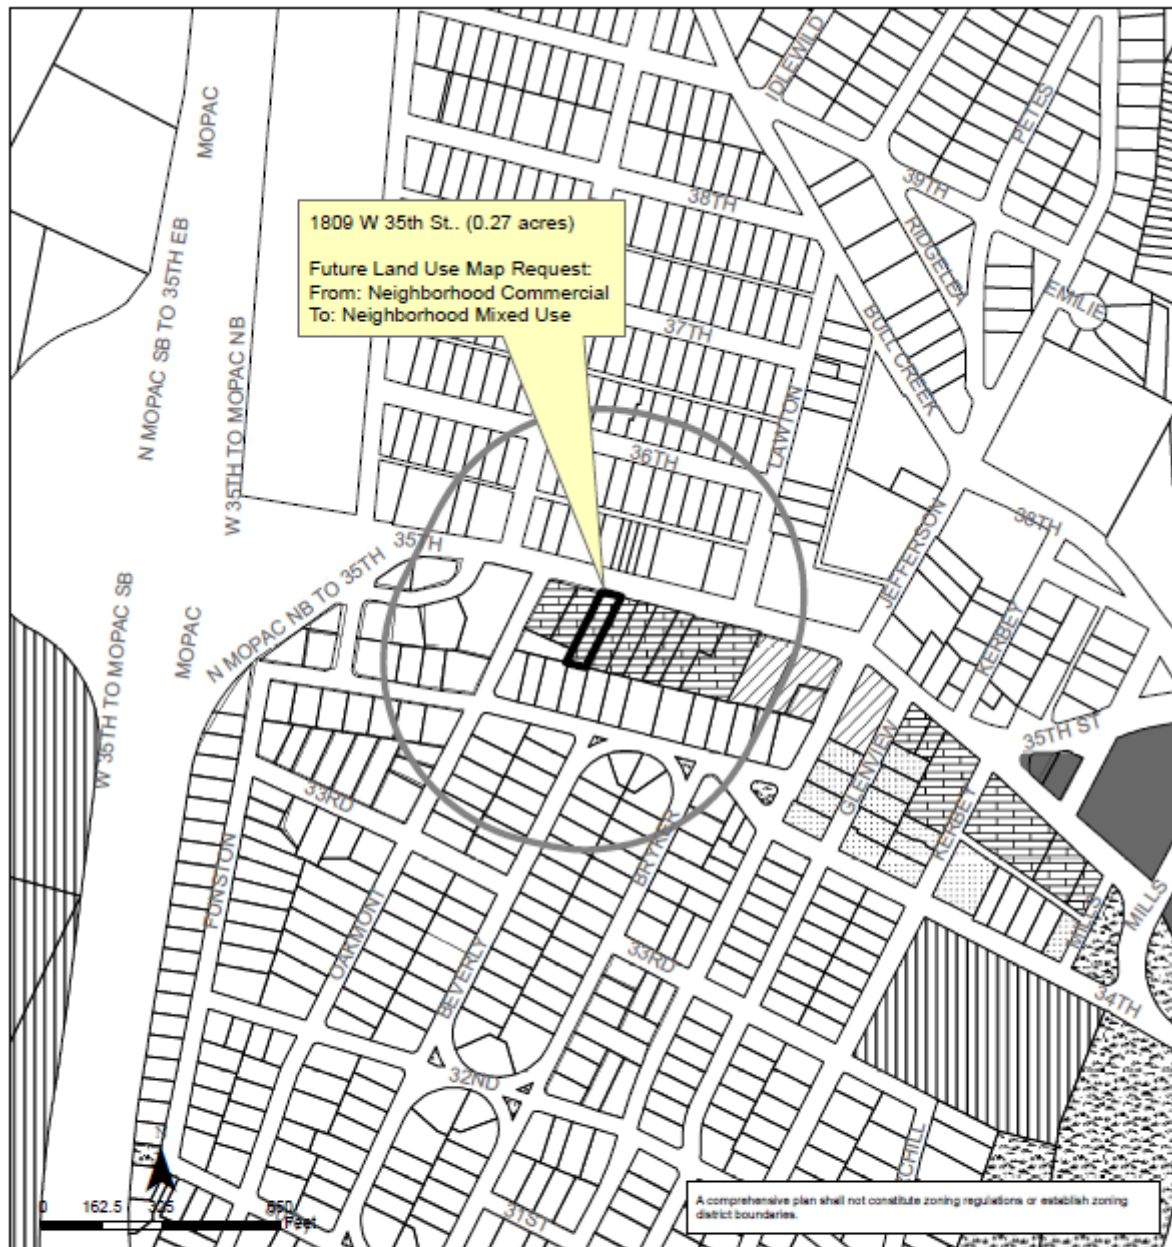 IDLEWILD
MOPAC
PETES
39TH
38TH
1809 W 35th St.. (0.27 acres)
Future Land Use Map Request:
From: Neighborhood Commercial
To: Neighborhood Mixed Use
N MOPAC SB TO 35TH EB
W 35TH TO MOPAC NB
RIDGELEA
EMILIE
BULL CREEK
37TH
LAWTON
36TH
35TH
JEFFERSON
38TH
N MOPAC NB TO 35TH
W 35TH TO MOPAC SB
MOPAC
KERBEY
35TH ST
GLENVIEW
KERBEY
33RD
FUNSTON
BRYKER
OAKMONT
BEVERLY
33RD
MILLS
MILLS
34TH
32ND
31ST
0 162.5 325 650
Feet
A comprehensive plan shall not constitute zoning regulations or establish zoning
district boundaries.